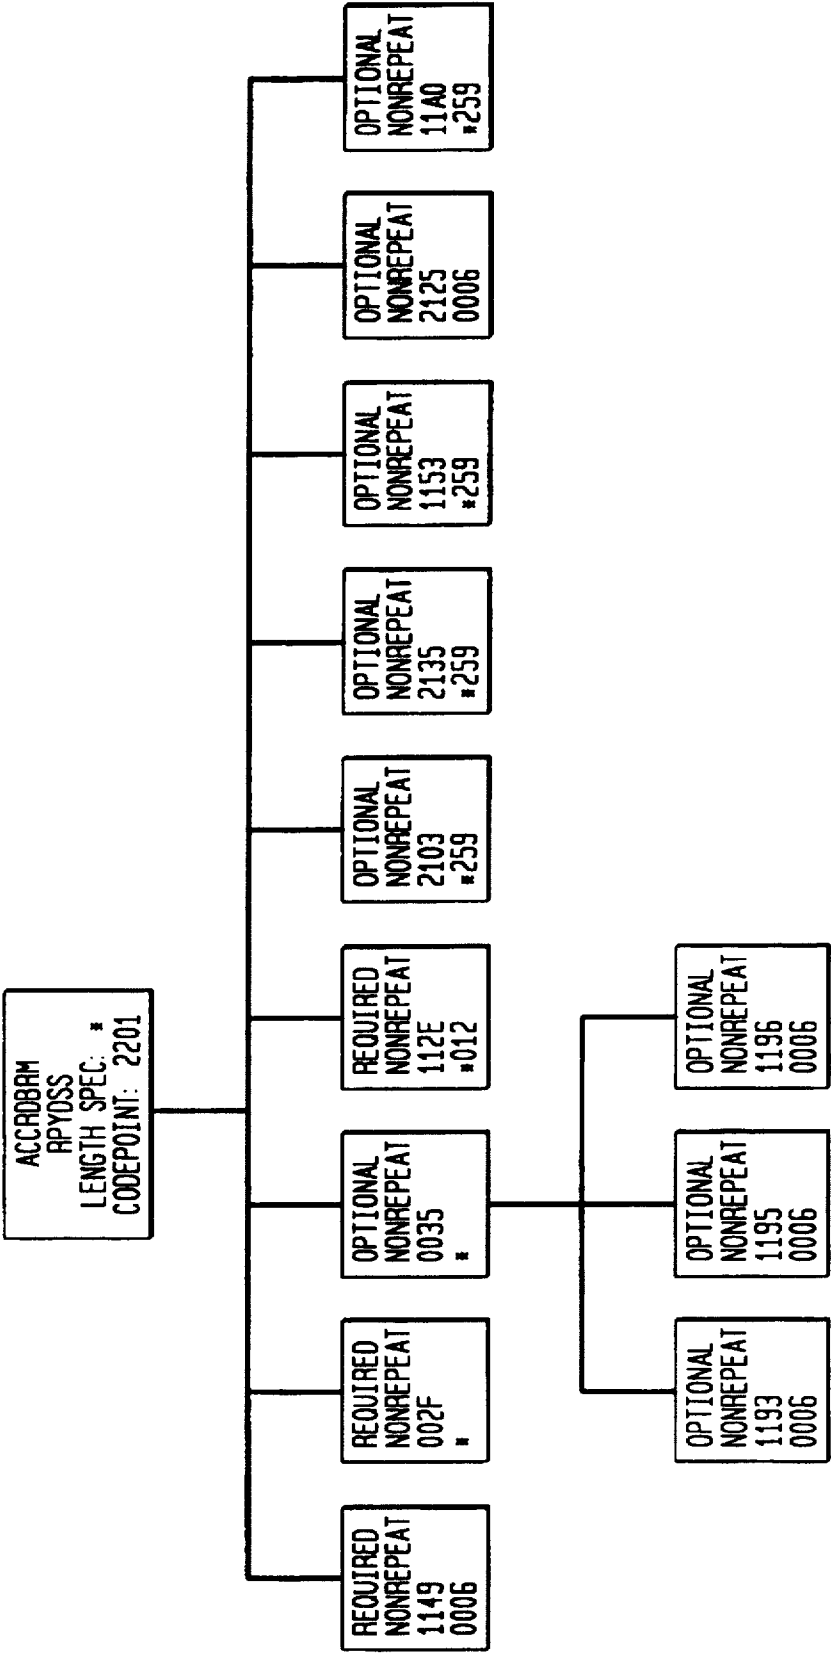 ACCRDBRM
RPYDSS
LENGTH SPEC: *
CODEPOINT: 2201
REQUIRED
NONREPEAT
1149
0006
REQUIRED
NONREPEAT
002F
*
OPTIONAL
NONREPEAT
0035
*
REQUIRED
NONREPEAT
112E
*012
OPTIONAL
NONREPEAT
2103
*259
OPTIONAL
NONREPEAT
2135
*259
OPTIONAL
NONREPEAT
1153
*259
OPTIONAL
NONREPEAT
2125
0006
OPTIONAL
NONREPEAT
11A0
*259
OPTIONAL
NONREPEAT
1193
0006
OPTIONAL
NONREPEAT
1195
0006
OPTIONAL
NONREPEAT
1196
0006